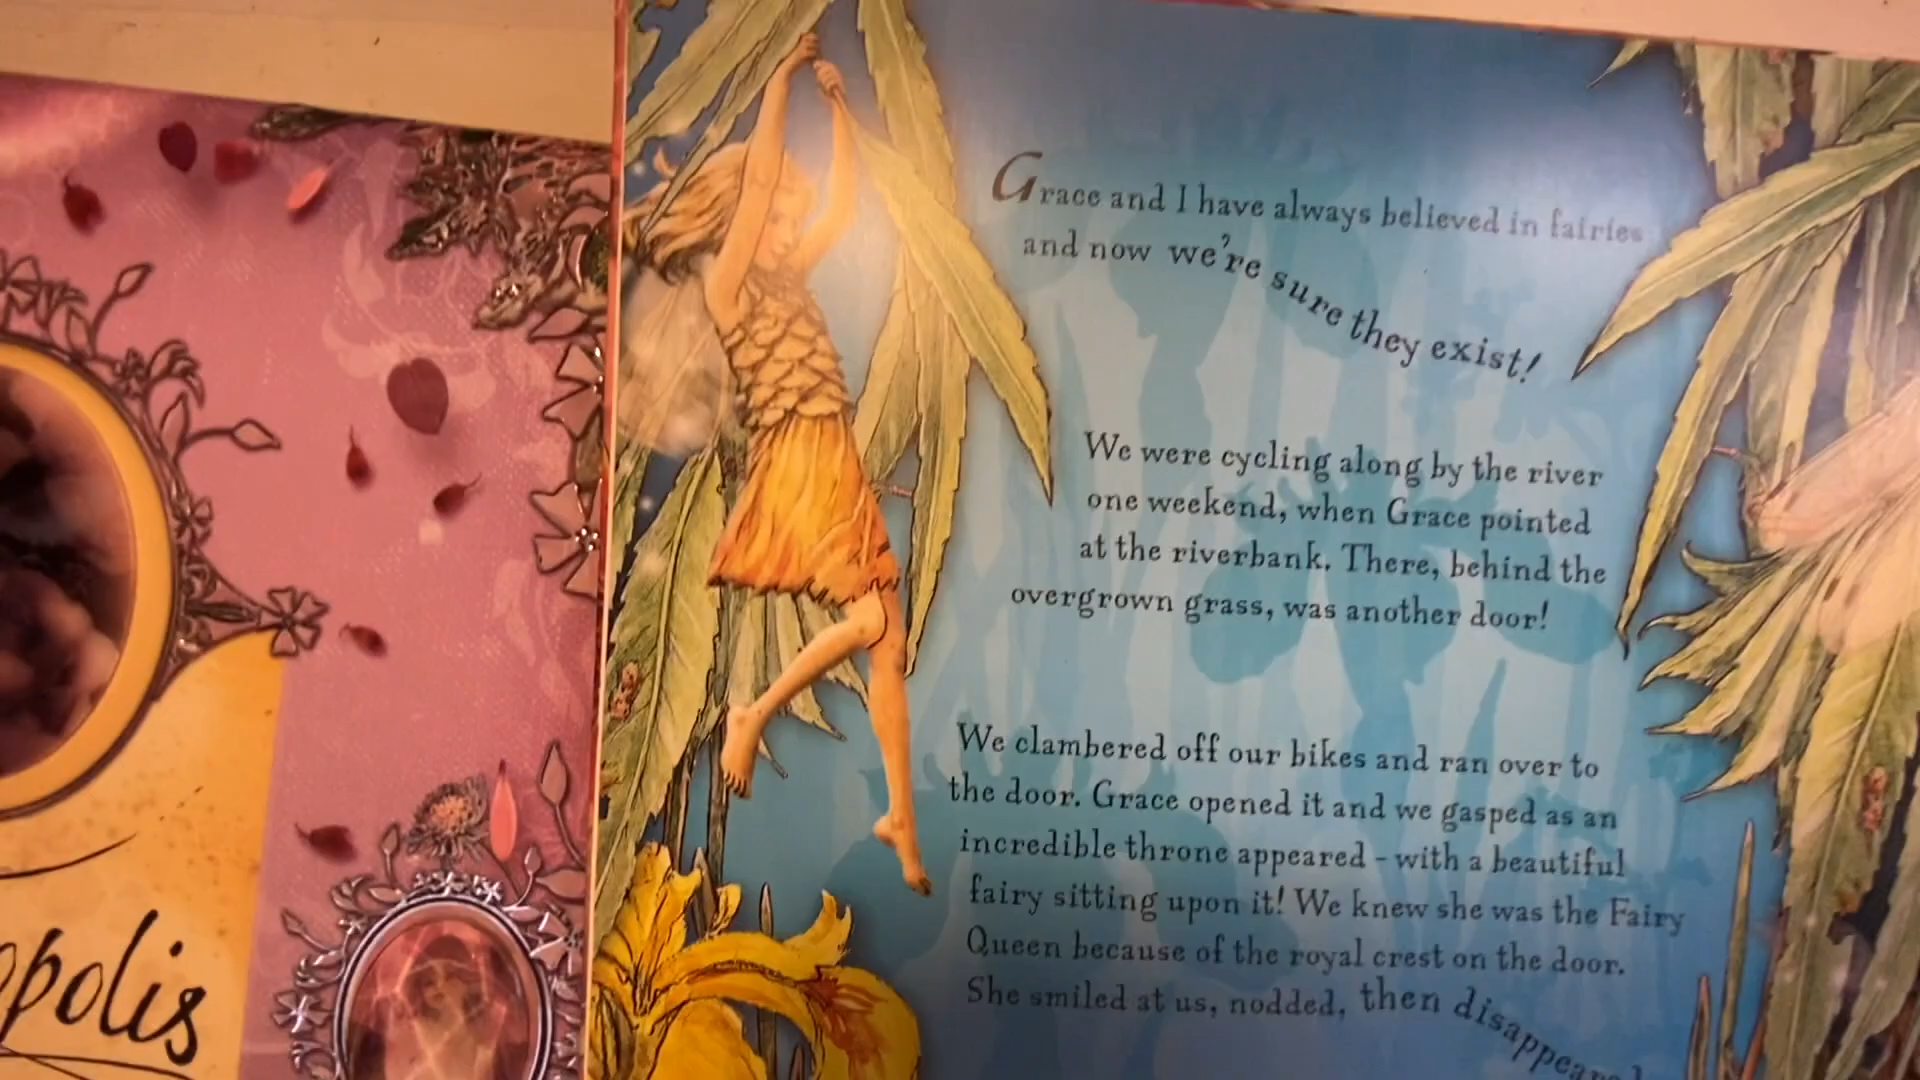 Grace and I have always believed in fairies
and now we're sure they exist!
We were cycling along by the river
one weekend, when Grace pointed
at the riverbank. There, behind the
overgrown grass, was another door!
We clambered off our bikes and ran over to
the door. Grace opened it and we gasped as an
incredible throne appeared - with a beautiful
fairy sitting upon it! We knew she was the Fairy
Queen because of the royal crest on the door.
She smiled at us, nodded, then disappeared
opolis